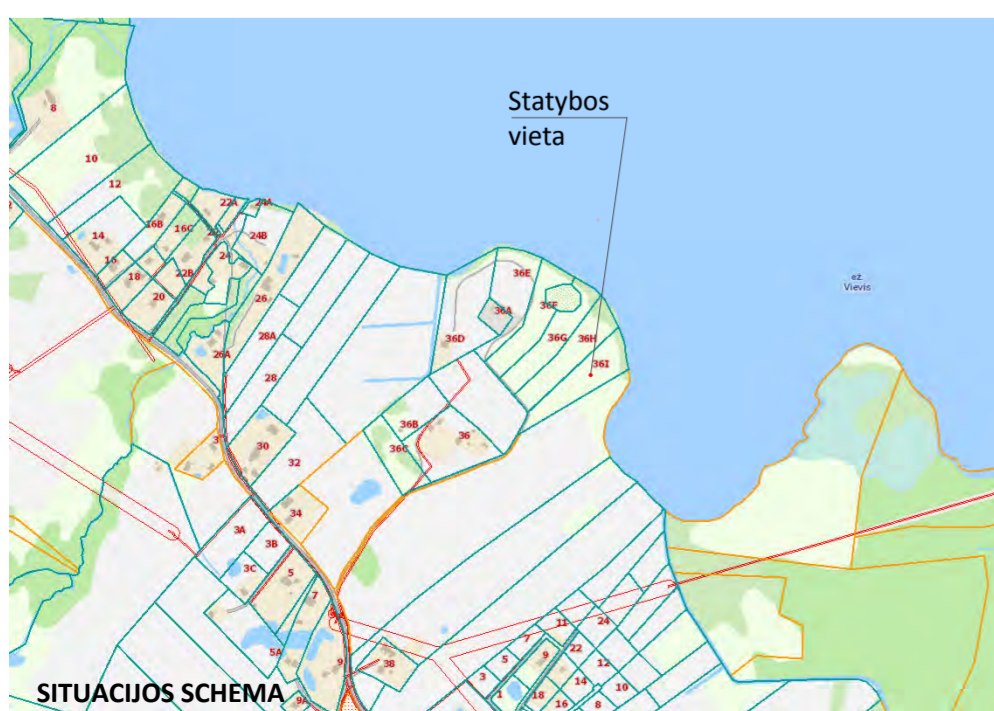 Statybos
vieta
ež.
Vievis
8
10
12
22A
24A
16B
16C
24B
14
24
18
22B
20
26
26A
28A
28
36E
36A
36F
36D
36G
36H
36I
36B
36
36C
30
32
34
3A
3B
3C
5
7
5A
9
38
9A
11
24
7
9
22
5
12
3
14
10
1
18
16
8
SITUACIJOS SCHEMA